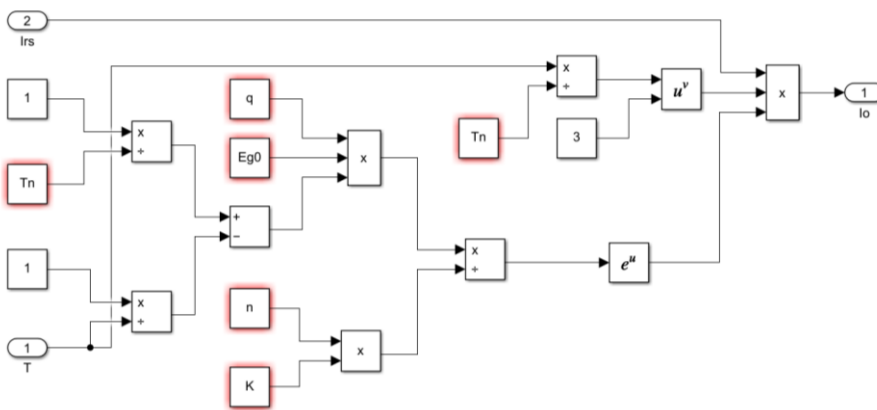 2
Irs
1
x
÷
Tn
1
x
÷
1
T
+
−
q
Eg0
x
n
K
x
x
÷
e^u
Tn
x
÷
3
u^v
x
1
Io